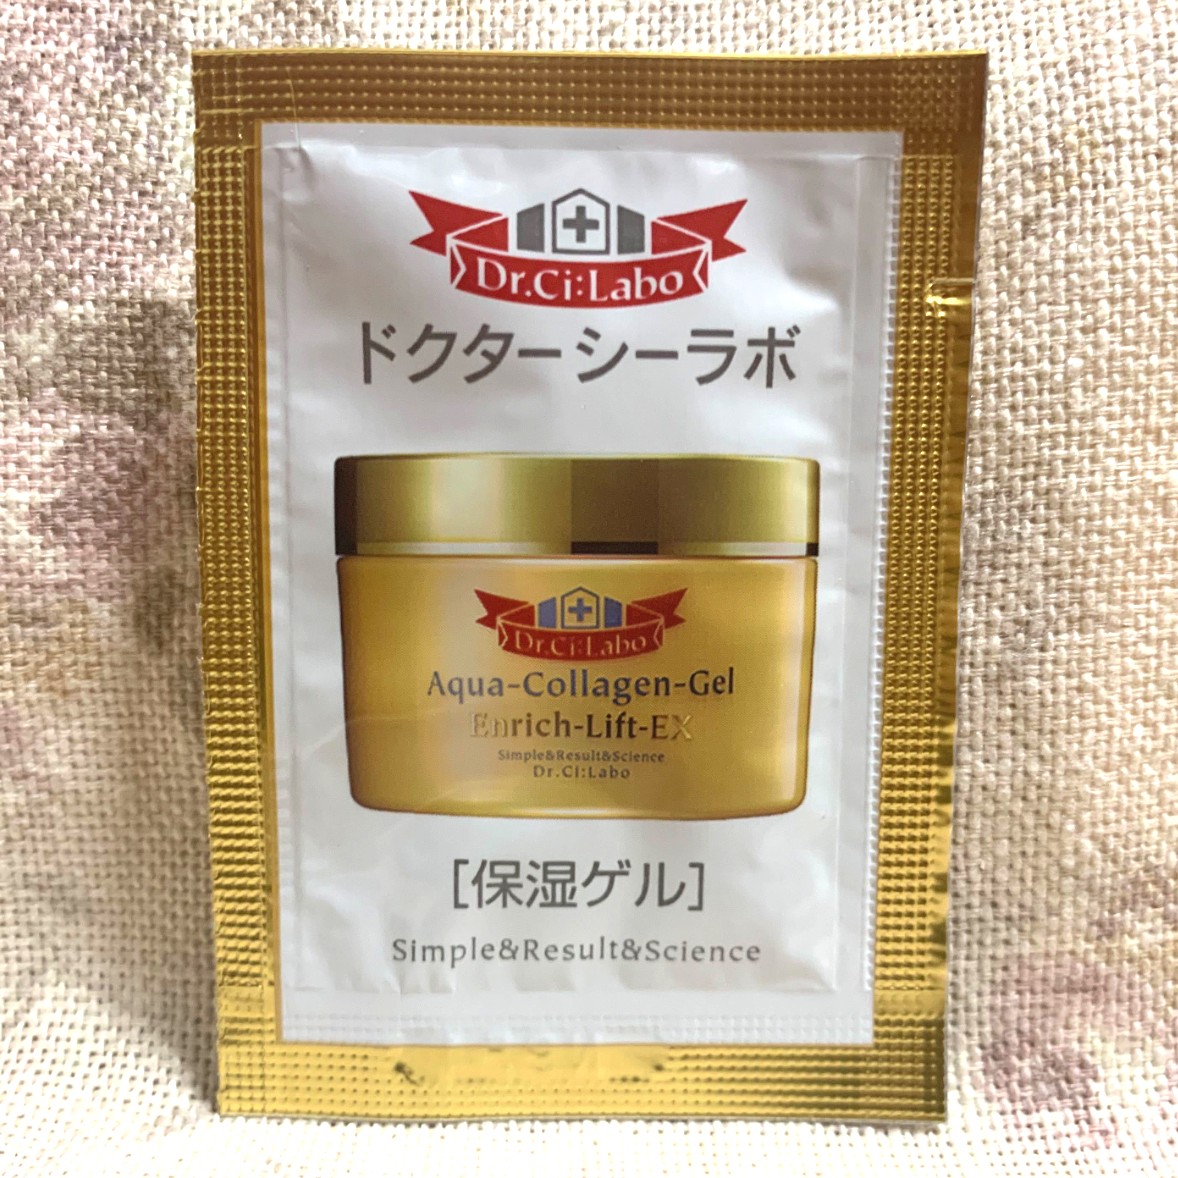 Dr.Ci:Labo
ドクターシーラボ
Dr.Ci:Labo
Aqua-Collagen-Gel
Enrich-Lift-EX
Simple&Result&Science
Dr.Ci:Labo
[保湿ゲル]
Simple&Result&Science